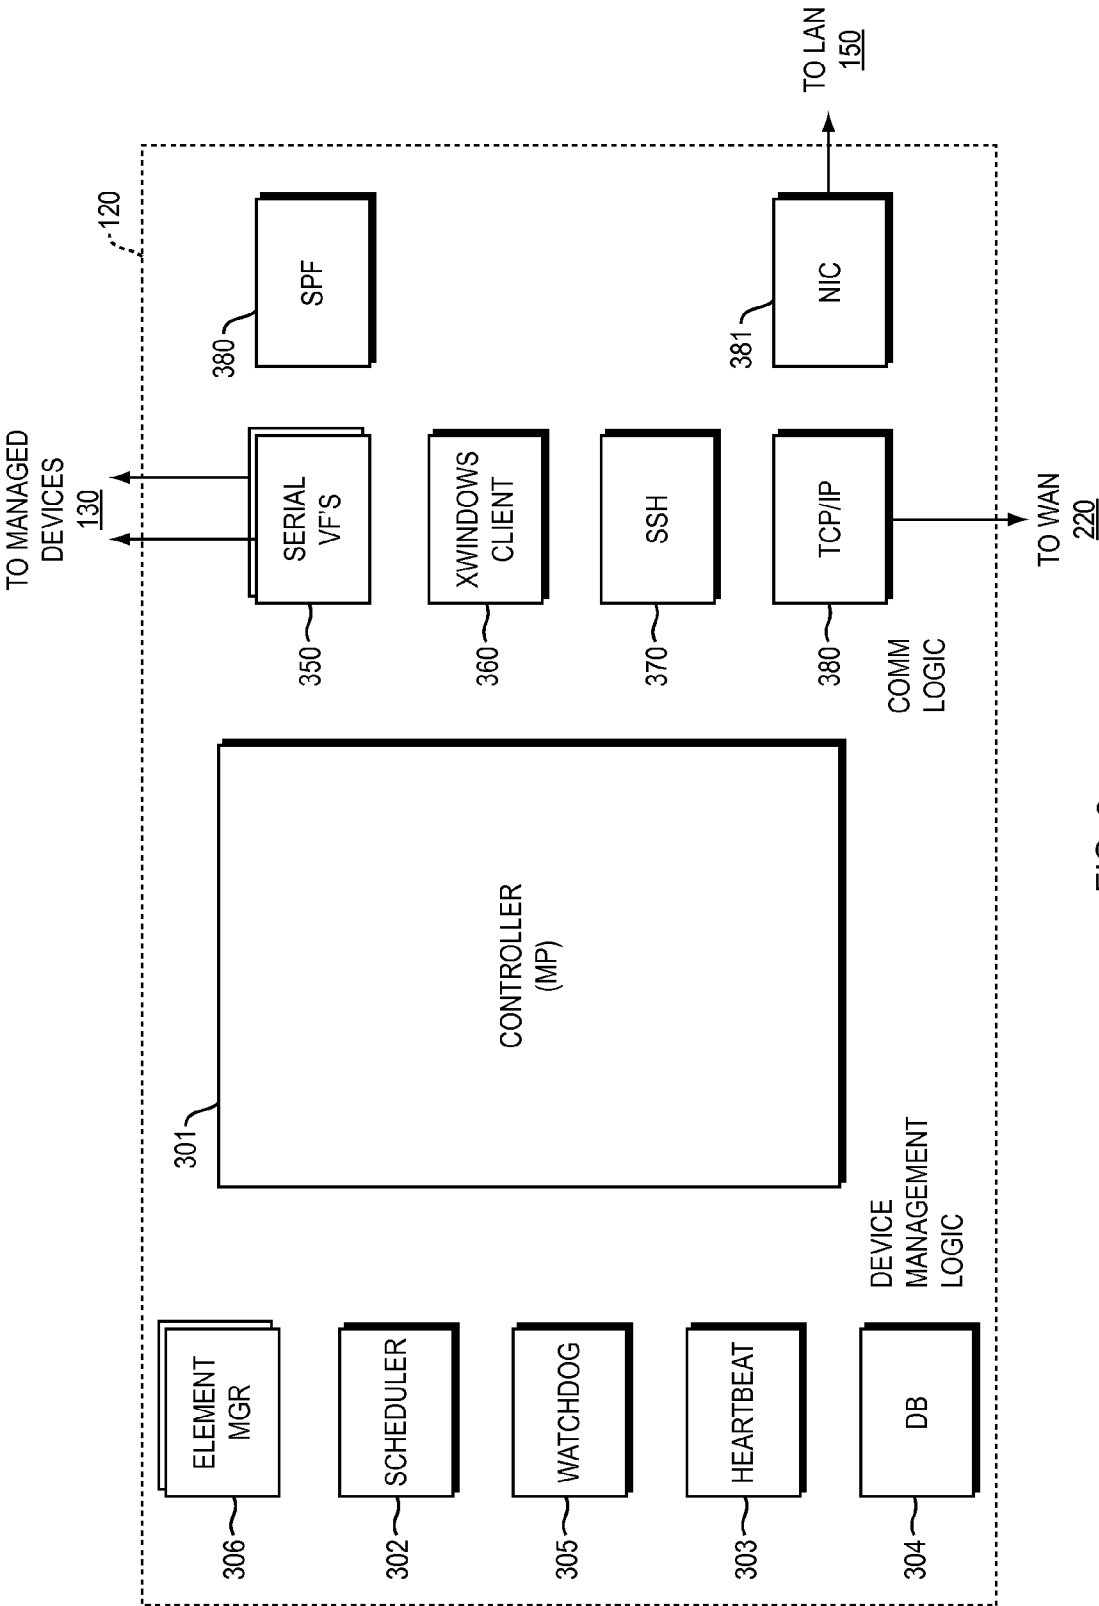 TO MANAGED
DEVICES
130
120
306
ELEMENT
MGR
301
CONTROLLER
(MP)
350
SERIAL
VF'S
380
SPF
302
SCHEDULER
360
XWINDOWS
CLIENT
305
WATCHDOG
370
SSH
303
HEARTBEAT
380
TCP/IP
381
NIC
TO LAN
150
304
DB
DEVICE
MANAGEMENT
LOGIC
COMM
LOGIC
TO WAN
220